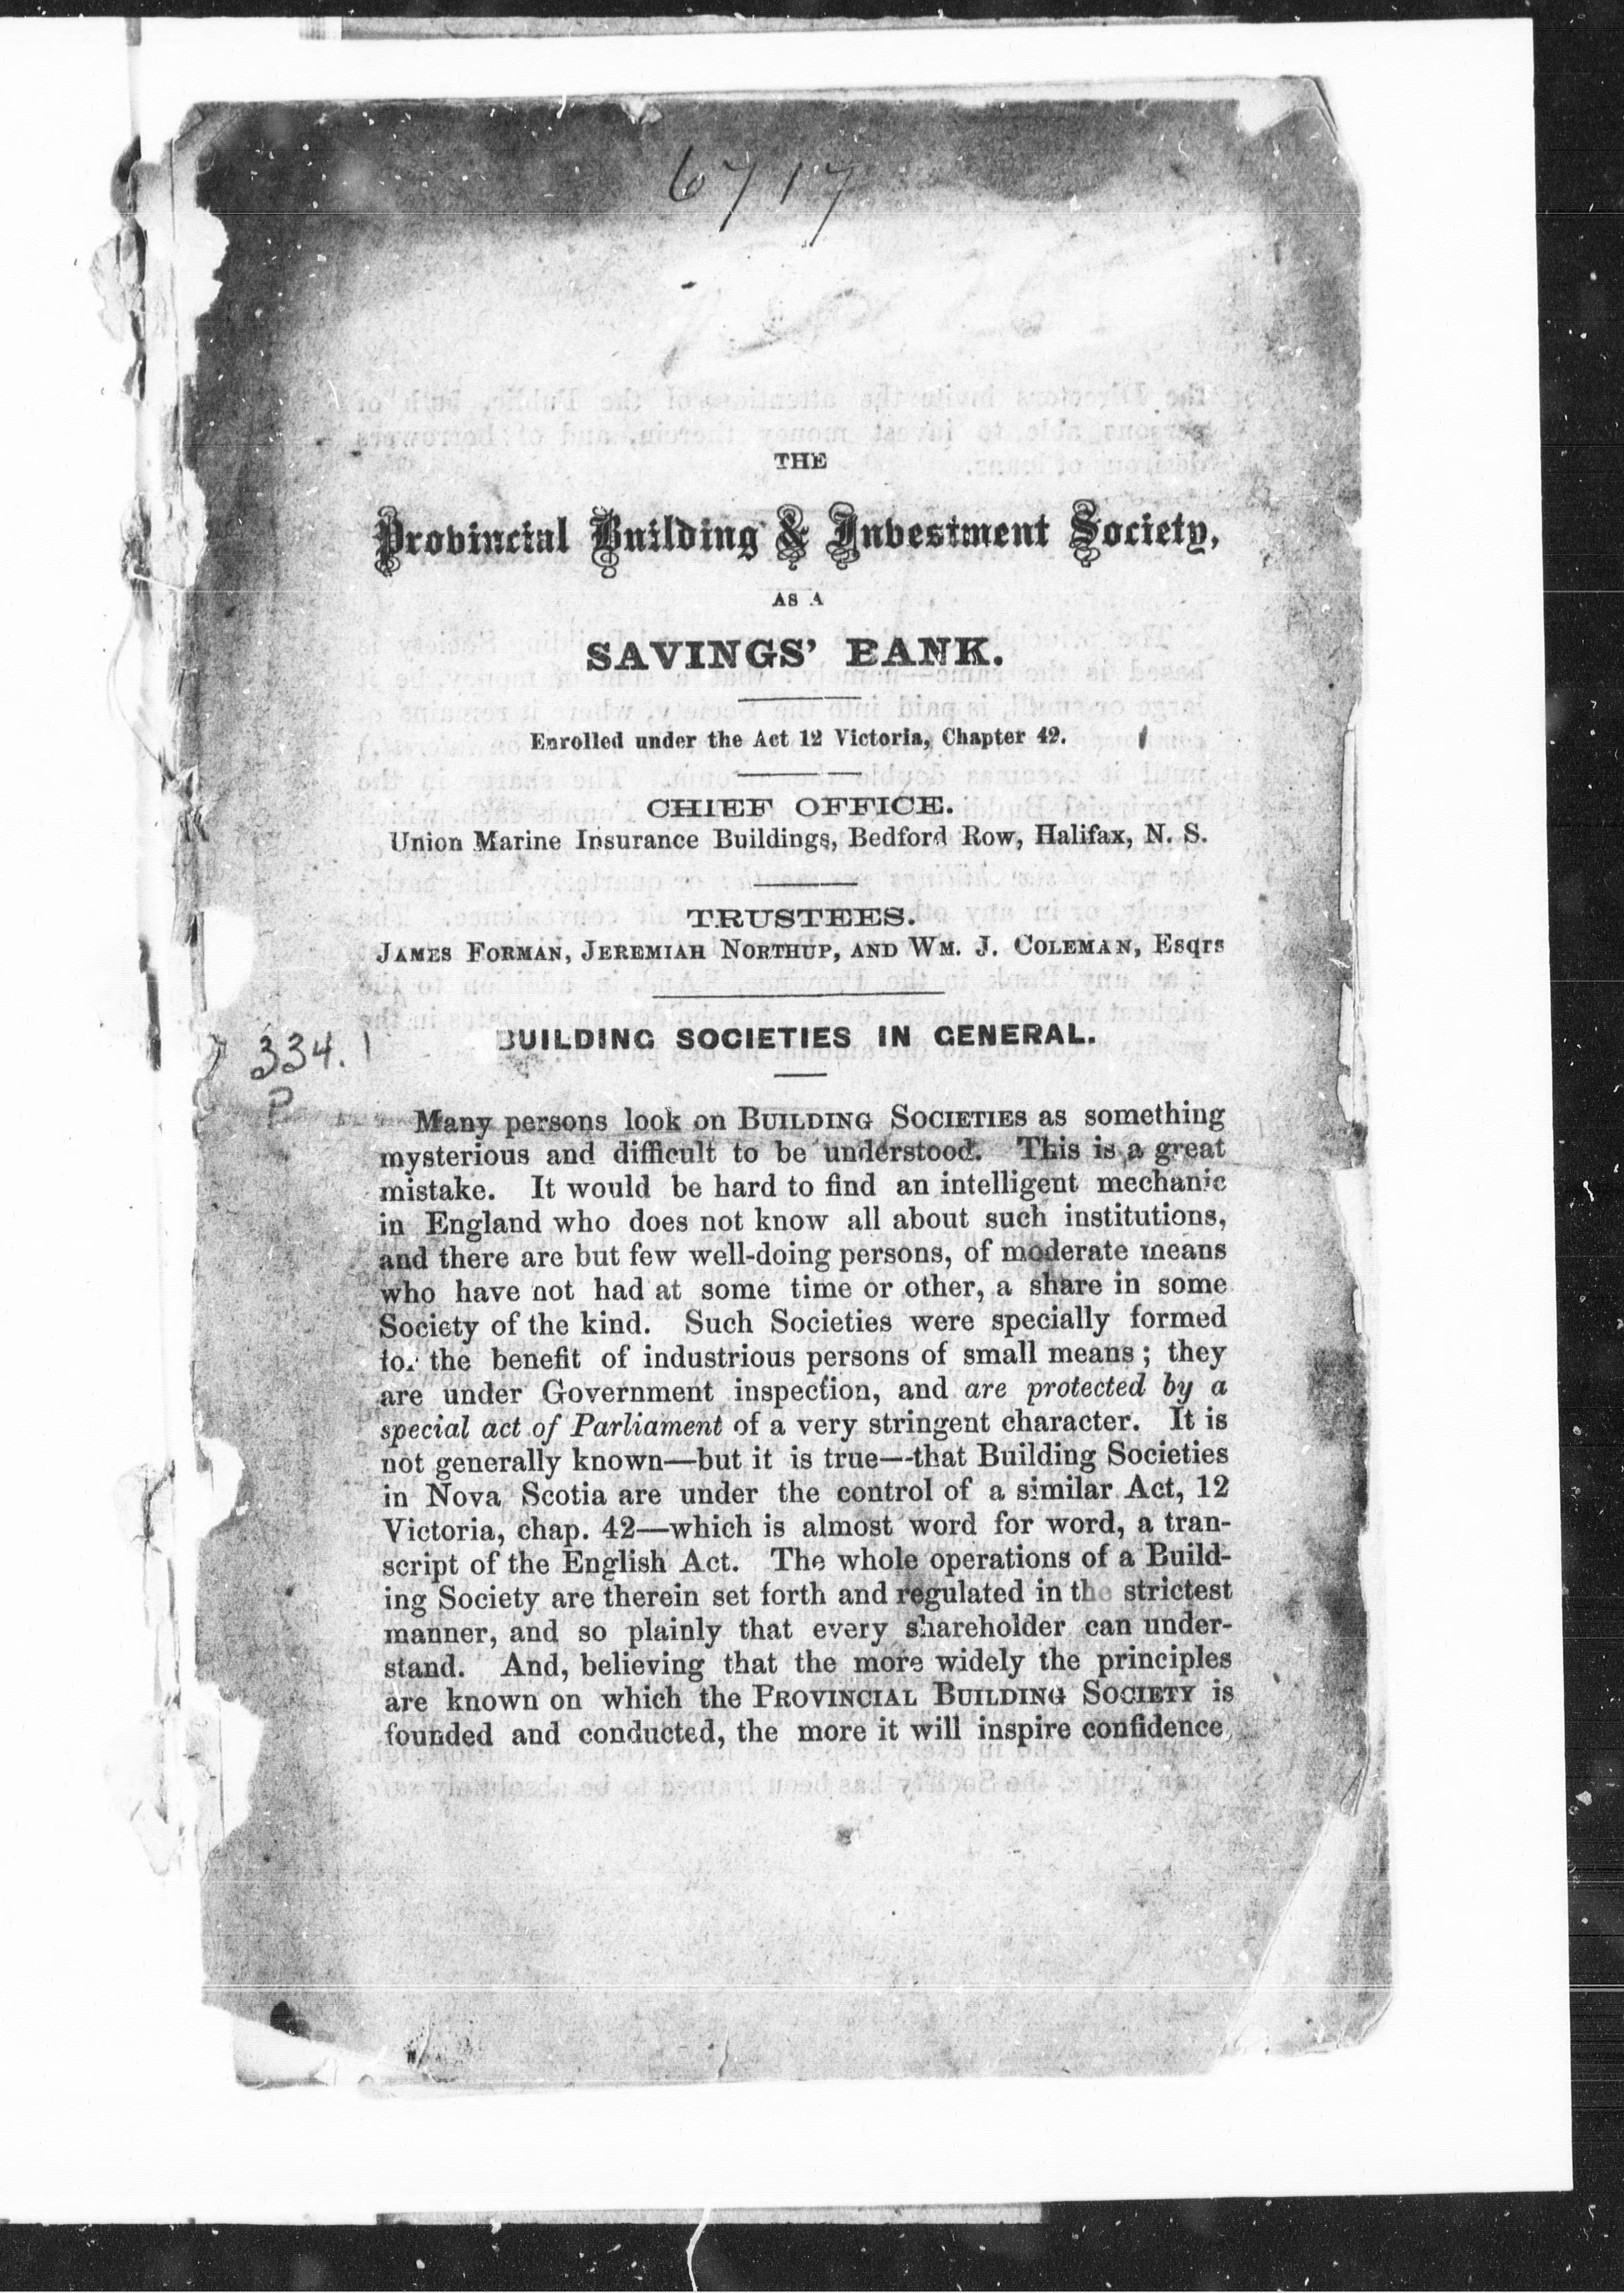 6717
THE
Provincial Building & Investment Society,
AS A
SAVINGS' BANK.
Enrolled under the Act 12 Victoria, Chapter 42.
CHIEF OFFICE.
Union Marine Insurance Buildings, Bedford Row, Halifax, N. S.
TRUSTEES.
JAMES FORMAN, JEREMIAH NORTHUP, AND WM. J. COLEMAN, Esqrs
334.1
P
BUILDING SOCIETIES IN GENERAL.
Many persons look on BUILDING SOCIETIES as something
mysterious and difficult to be understood. This is a great
mistake. It would be hard to find an intelligent mechanic
in England who does not know all about such institutions,
and there are but few well-doing persons, of moderate means
who have not had at some time or other, a share in some
Society of the kind. Such Societies were specially formed
for the benefit of industrious persons of small means; they
are under Government inspection, and are protected by a
special act of Parliament of a very stringent character. It is
not generally known—but it is true—that Building Societies
in Nova Scotia are under the control of a similar Act, 12
Victoria, chap. 42—which is almost word for word, a tran-
script of the English Act. The whole operations of a Build-
ing Society are therein set forth and regulated in the strictest
manner, and so plainly that every shareholder can under-
stand. And, believing that the more widely the principles
are known on which the PROVINCIAL BUILDING SOCIETY is
founded and conducted, the more it will inspire confidence,